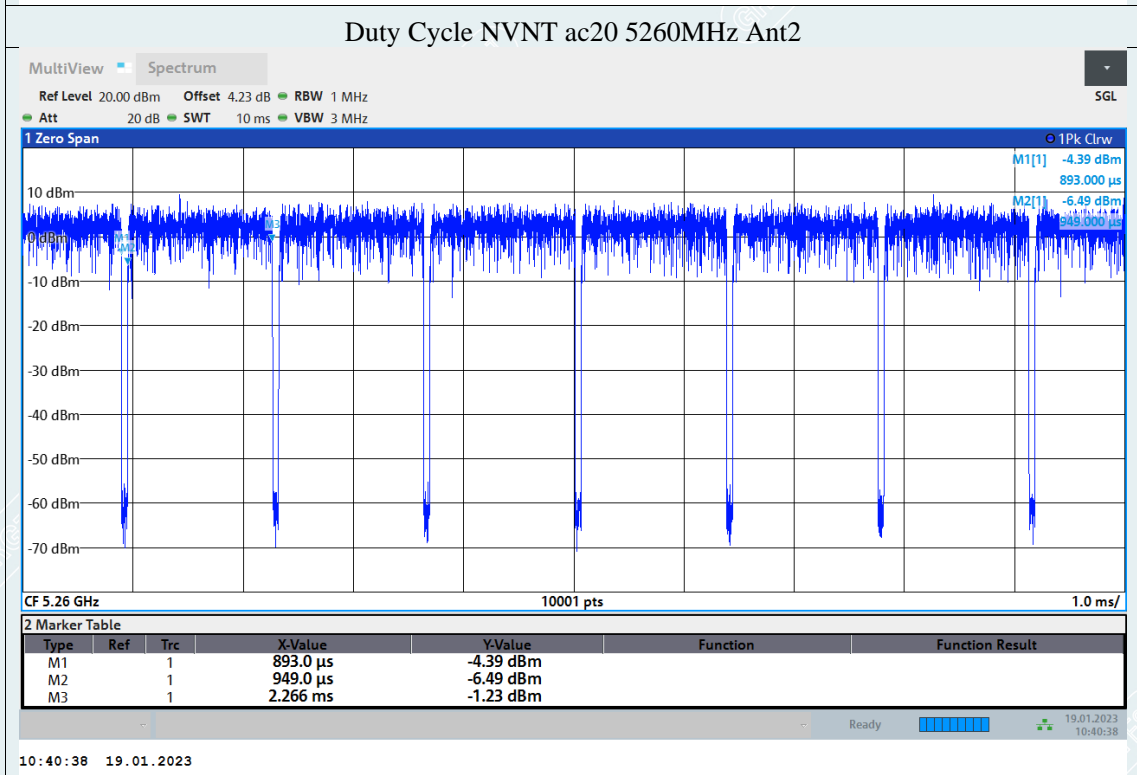 Duty Cycle NVNT ac20 5260MHz Ant2
MultiView Spectrum
Ref Level 20.00 dBm Offset 4.23 dB RBW 1 MHz SGL
Att 20 dB SWT 10 ms VBW 3 MHz
1 Zero Span 1Pk Clrw
M1[1] -4.39 dBm
893.000 µs
10 dBm
M2[1] -6.49 dBm
M3
949.000 µs
0 dBm
M2
-10 dBm
-20 dBm
-30 dBm
-40 dBm
-50 dBm
-60 dBm
-70 dBm
CF 5.26 GHz 10001 pts 1.0 ms/
2 Marker Table
Type Ref Trc X-Value Y-Value Function Function Result
M1 1 893.0 µs -4.39 dBm
M2 1 949.0 µs -6.49 dBm
M3 1 2.266 ms -1.23 dBm
Ready 19.01.2023
10:40:38
10:40:38 19.01.2023